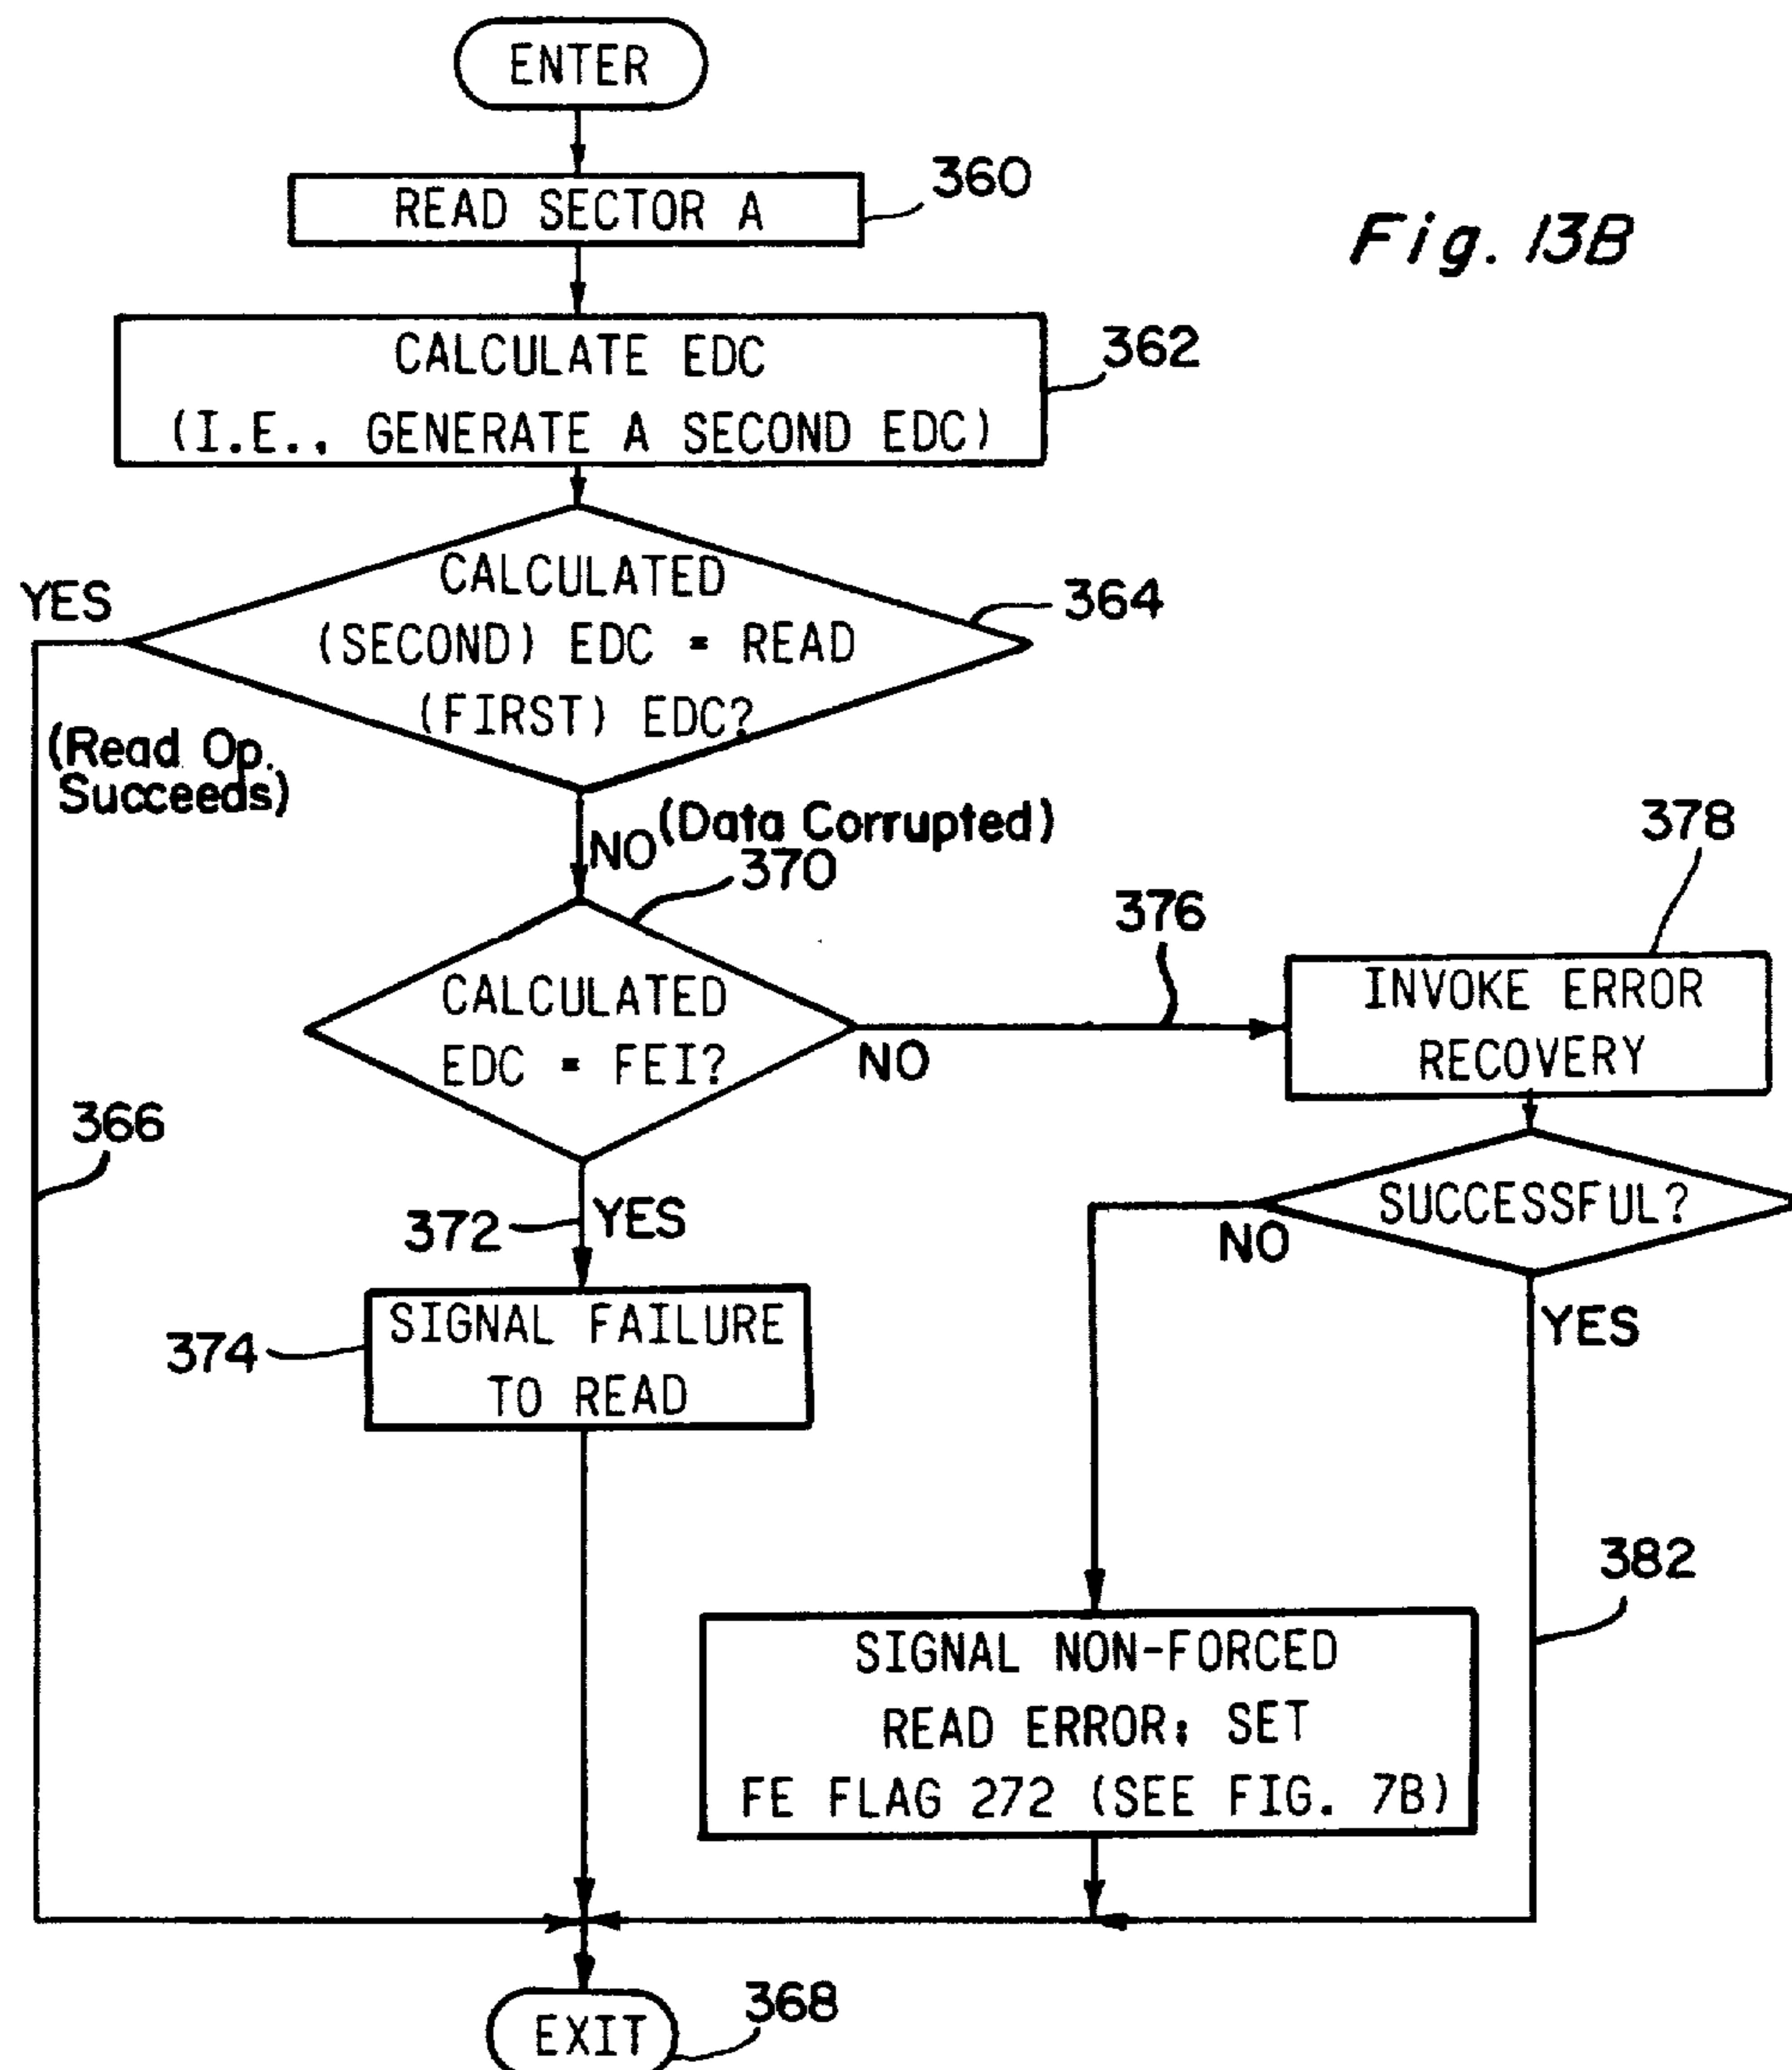 ENTER
READ SECTOR A
360
Fig. 13B
CALCULATE EDC
(I.E., GENERATE A SECOND EDC)
362
CALCULATED
(SECOND) EDC = READ
(FIRST) EDC?
364
YES
(Read Op.
Succeeds)
NO (Data Corrupted)
370
376
378
CALCULATED
EDC = FEI?
NO
INVOKE ERROR
RECOVERY
366
372
YES
SUCCESSFUL?
NO
YES
374
SIGNAL FAILURE
TO READ
382
SIGNAL NON-FORCED
READ ERROR; SET
FE FLAG 272 (SEE FIG. 7B)
EXIT
368